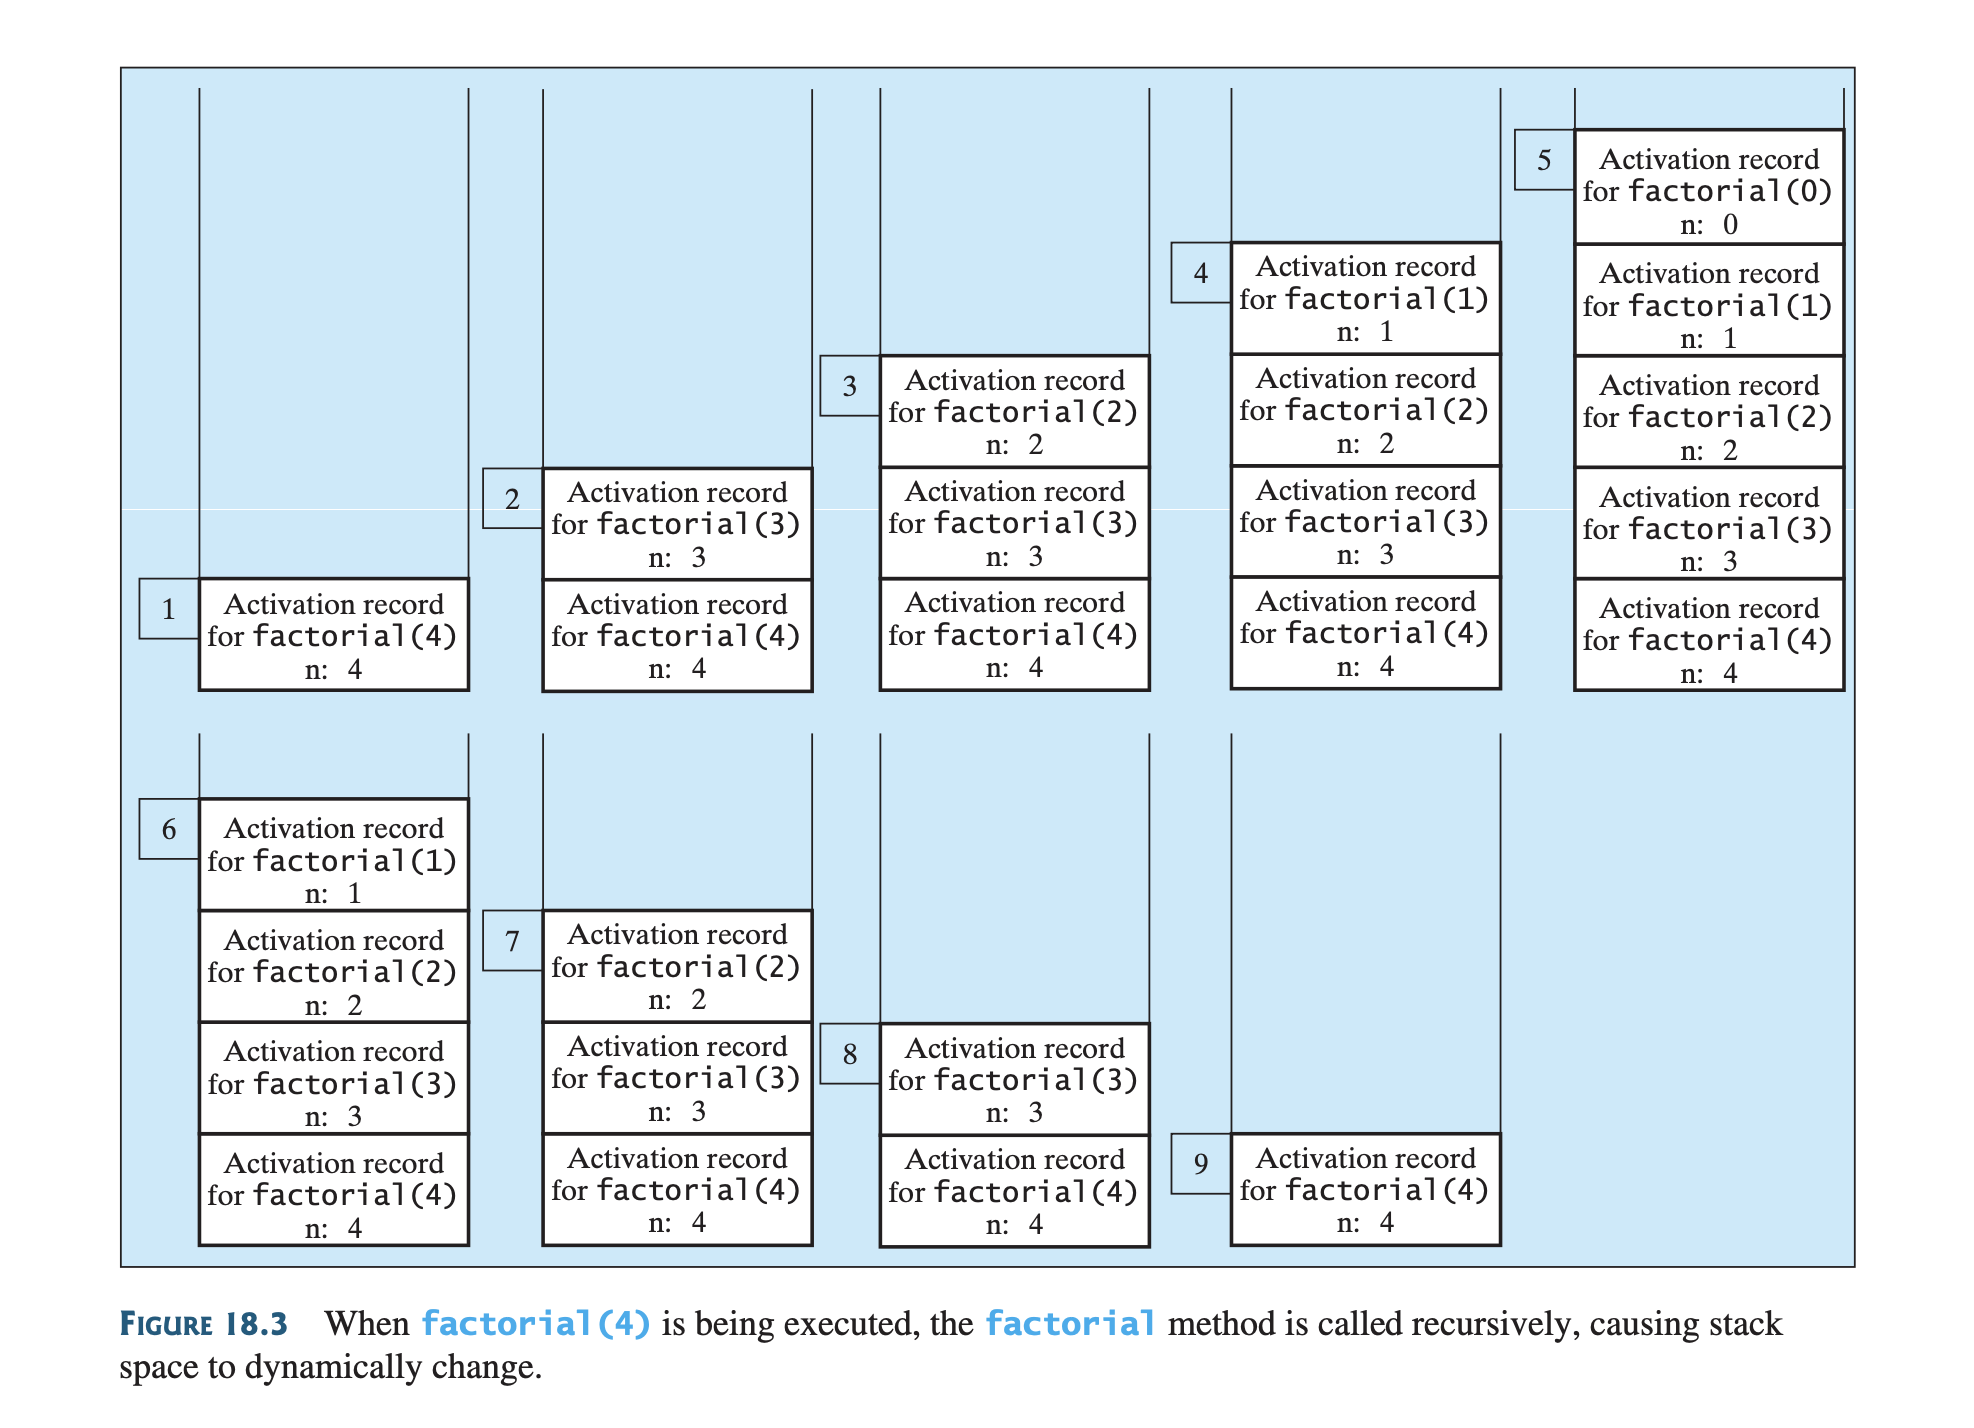 5
Activation record
for factorial(0)
n: 0
4
Activation record
for factorial(1)
n: 1
Activation record
for factorial(1)
n: 1
3
Activation record
for factorial(2)
n: 2
Activation record
for factorial(2)
n: 2
Activation record
for factorial(2)
n: 2
2
Activation record
for factorial(3)
n: 3
Activation record
for factorial(3)
n: 3
Activation record
for factorial(3)
n: 3
Activation record
for factorial(3)
n: 3
1
Activation record
for factorial(4)
n: 4
Activation record
for factorial(4)
n: 4
Activation record
for factorial(4)
n: 4
Activation record
for factorial(4)
n: 4
Activation record
for factorial(4)
n: 4
6
Activation record
for factorial(1)
n: 1
Activation record
for factorial(2)
n: 2
Activation record
for factorial(3)
n: 3
Activation record
for factorial(4)
n: 4
7
Activation record
for factorial(2)
n: 2
Activation record
for factorial(3)
n: 3
Activation record
for factorial(4)
n: 4
8
Activation record
for factorial(3)
n: 3
Activation record
for factorial(4)
n: 4
9
Activation record
for factorial(4)
n: 4
FIGURE 18.3 When factorial(4) is being executed, the factorial method is called recursively, causing stack
space to dynamically change.